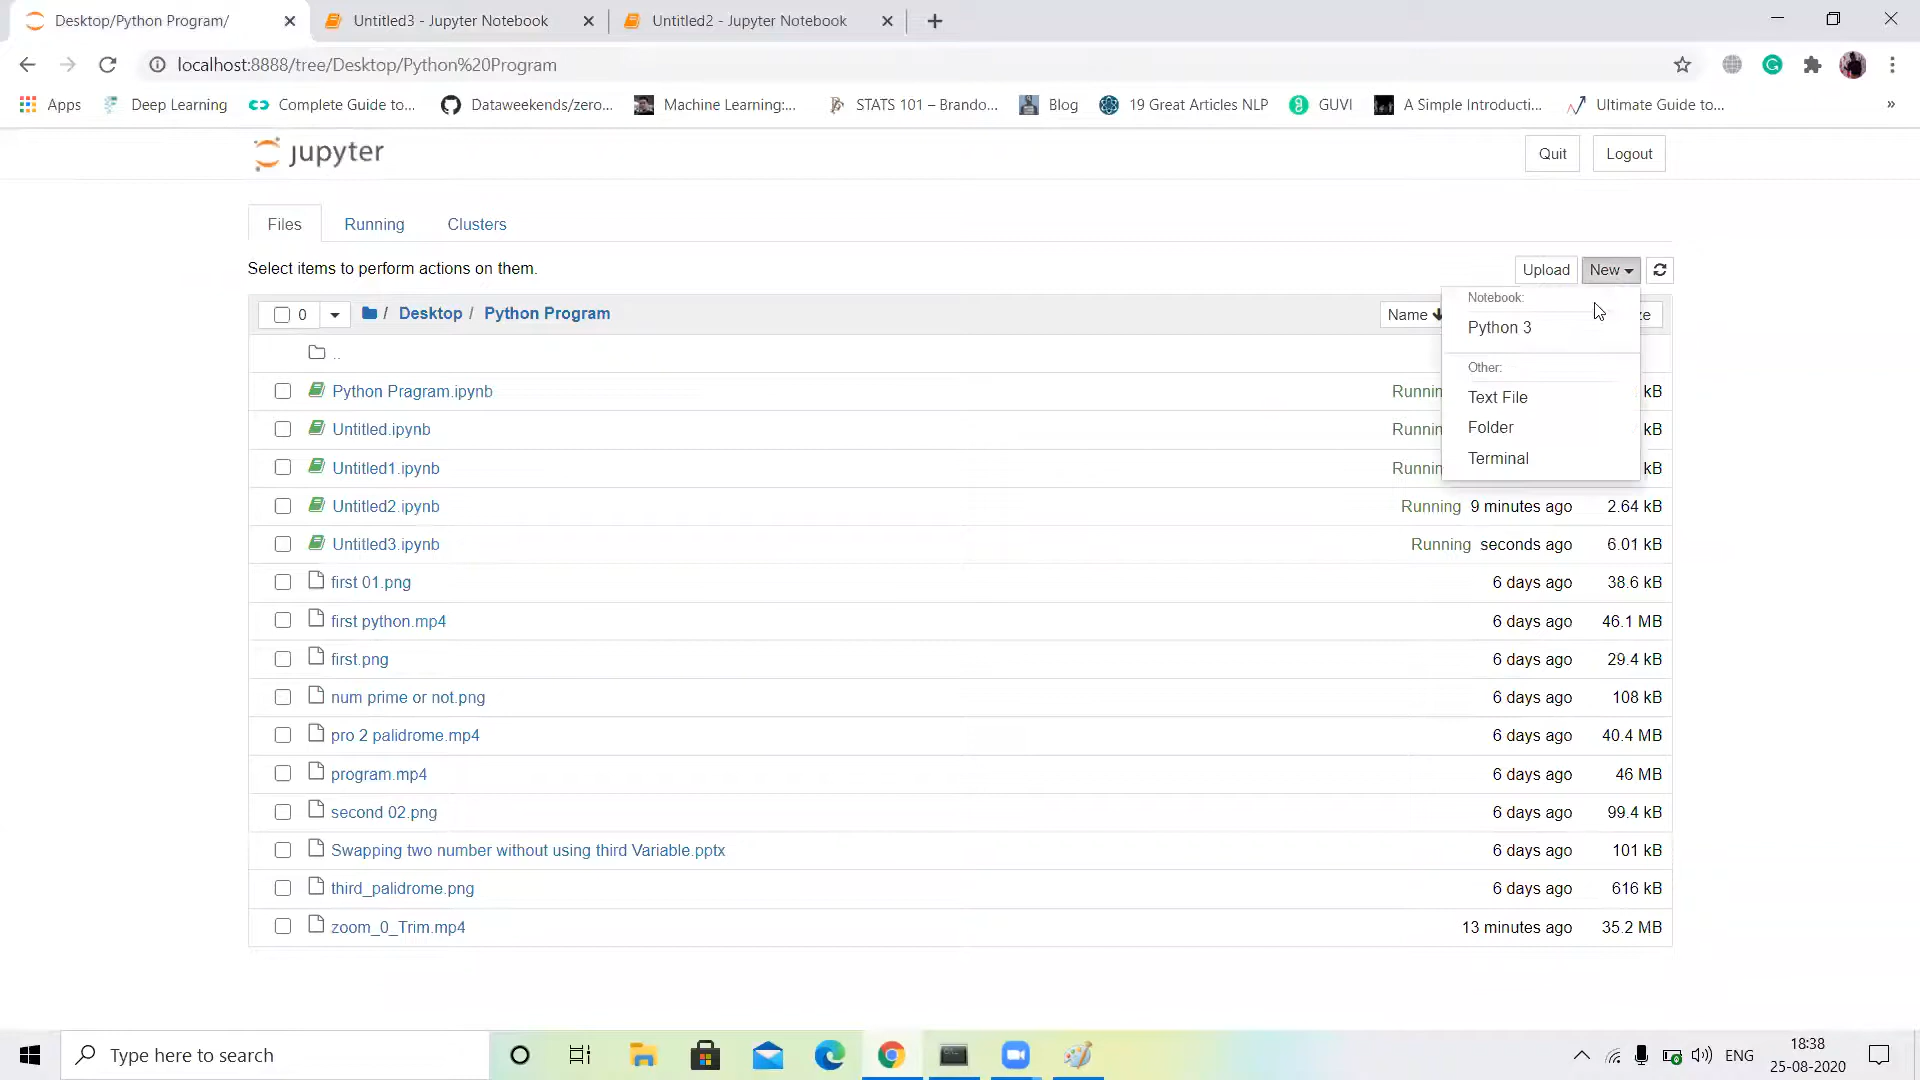 Desktop/Python Program/
Untitled3 - Jupyter Notebook
Untitled2 - Jupyter Notebook
localhost:8888/tree/Desktop/Python%20Program
Apps
Deep Learning
Complete Guide to...
Dataweekends/zero...
Machine Learning:...
STATS 101 – Brando...
Blog
19 Great Articles NLP
GUVI
A Simple Introducti...
Ultimate Guide to...
»
jupyter
Quit
Logout
Files
Running
Clusters
Select items to perform actions on them.
Upload
New
0
/ Desktop / Python Program
Name
ze
Notebook:
Python 3
Other:
Text File
Folder
Terminal
..
Python Pragram.ipynb Runnin kB
Untitled.ipynb Runnin kB
Untitled1.ipynb Runnin kB
Untitled2.ipynb Running 9 minutes ago 2.64 kB
Untitled3.ipynb Running seconds ago 6.01 kB
first 01.png 6 days ago 38.6 kB
first python.mp4 6 days ago 46.1 MB
first.png 6 days ago 29.4 kB
num prime or not.png 6 days ago 108 kB
pro 2 palidrome.mp4 6 days ago 40.4 MB
program.mp4 6 days ago 46 MB
second 02.png 6 days ago 99.4 kB
Swapping two number without using third Variable.pptx 6 days ago 101 kB
third_palidrome.png 6 days ago 616 kB
zoom_0_Trim.mp4 13 minutes ago 35.2 MB
Type here to search
ENG
18:38
25-08-2020